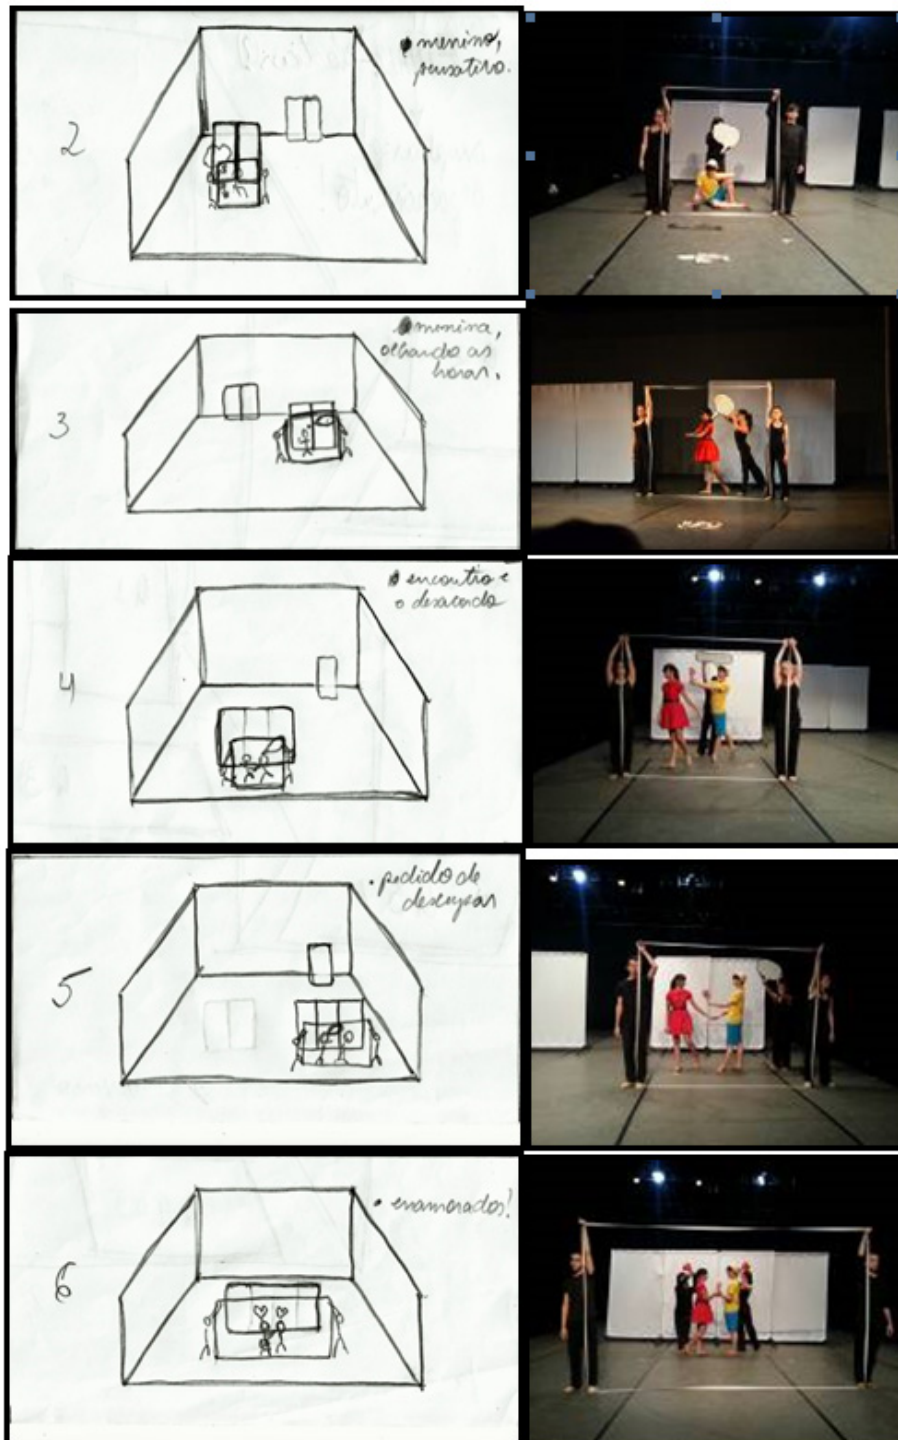 2
menino,
pensativo.
3
menina,
olhando as
horas.
4
encontro e
o desacordo
5
. pedido de
desculpas
6
. enamorados!